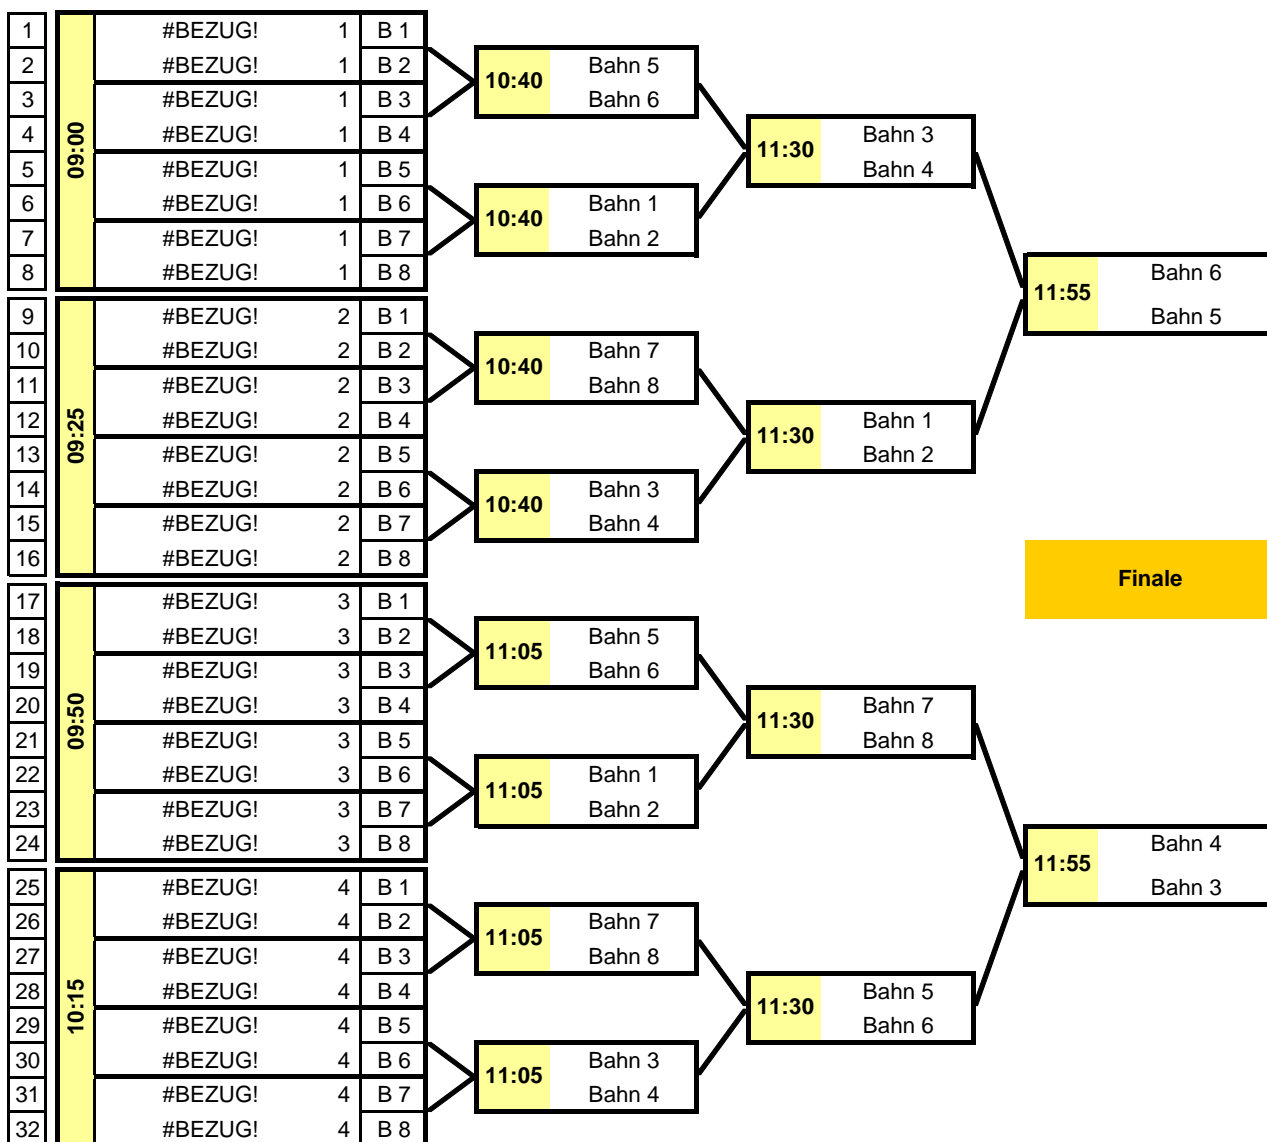 1 #BEZUG! 1 B 1
2 #BEZUG! 1 B 2
10:40 Bahn 5
Bahn 6
3 #BEZUG! 1 B 3
4 #BEZUG! 1 B 4
09:00
11:30 Bahn 3
Bahn 4
5 #BEZUG! 1 B 5
6 #BEZUG! 1 B 6
10:40 Bahn 1
Bahn 2
7 #BEZUG! 1 B 7
8 #BEZUG! 1 B 8
11:55 Bahn 6
Bahn 5
9 #BEZUG! 2 B 1
10 #BEZUG! 2 B 2
10:40 Bahn 7
Bahn 8
11 #BEZUG! 2 B 3
12 #BEZUG! 2 B 4
09:25
11:30 Bahn 1
Bahn 2
13 #BEZUG! 2 B 5
14 #BEZUG! 2 B 6
10:40 Bahn 3
Bahn 4
15 #BEZUG! 2 B 7
16 #BEZUG! 2 B 8
Finale
17 #BEZUG! 3 B 1
18 #BEZUG! 3 B 2
11:05 Bahn 5
Bahn 6
19 #BEZUG! 3 B 3
20 #BEZUG! 3 B 4
09:50
11:30 Bahn 7
Bahn 8
21 #BEZUG! 3 B 5
22 #BEZUG! 3 B 6
11:05 Bahn 1
Bahn 2
23 #BEZUG! 3 B 7
24 #BEZUG! 3 B 8
11:55 Bahn 4
Bahn 3
25 #BEZUG! 4 B 1
26 #BEZUG! 4 B 2
11:05 Bahn 7
Bahn 8
27 #BEZUG! 4 B 3
28 #BEZUG! 4 B 4
10:15
11:30 Bahn 5
Bahn 6
29 #BEZUG! 4 B 5
30 #BEZUG! 4 B 6
11:05 Bahn 3
Bahn 4
31 #BEZUG! 4 B 7
32 #BEZUG! 4 B 8